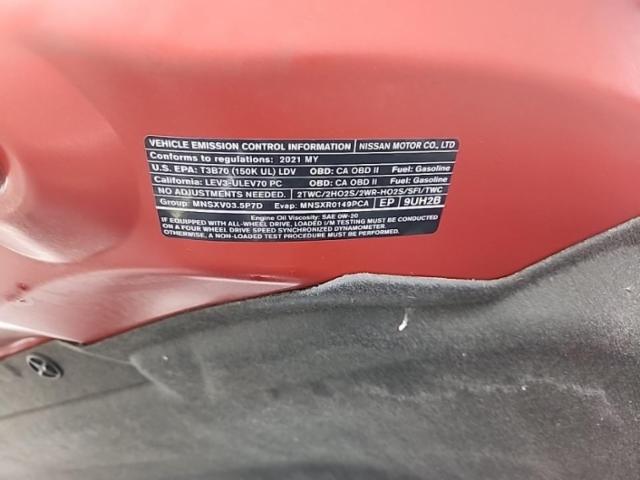 VEHICLE EMISSION CONTROL INFORMATION NISSAN MOTOR CO., LTD
Conforms to regulations: 2021 MY
U.S. EPA: T3B70 (150K UL) LDV OBD: CA OBD II Fuel: Gasoline
California: LEV3-ULEV70 PC OBD: CA OBD II Fuel: Gasoline
NO ADJUSTMENTS NEEDED. 2TWC/2HO2S/2WR-HO2S/SFI/TWC
Group: MNSXV03.5P7D Evap: MNSXR0149PCA EP 9UH2B
Engine Oil Viscosity: SAE 0W-20
IF EQUIPPED WITH ALL-WHEEL DRIVE, LOADED I/M TESTING MUST BE CONDUCTED
ON A FOUR WHEEL DRIVE SPEED SYNCHRONIZED DYNAMOMETER.
OTHERWISE, A NON-LOADED TEST PROCEDURE MUST BE PERFORMED.